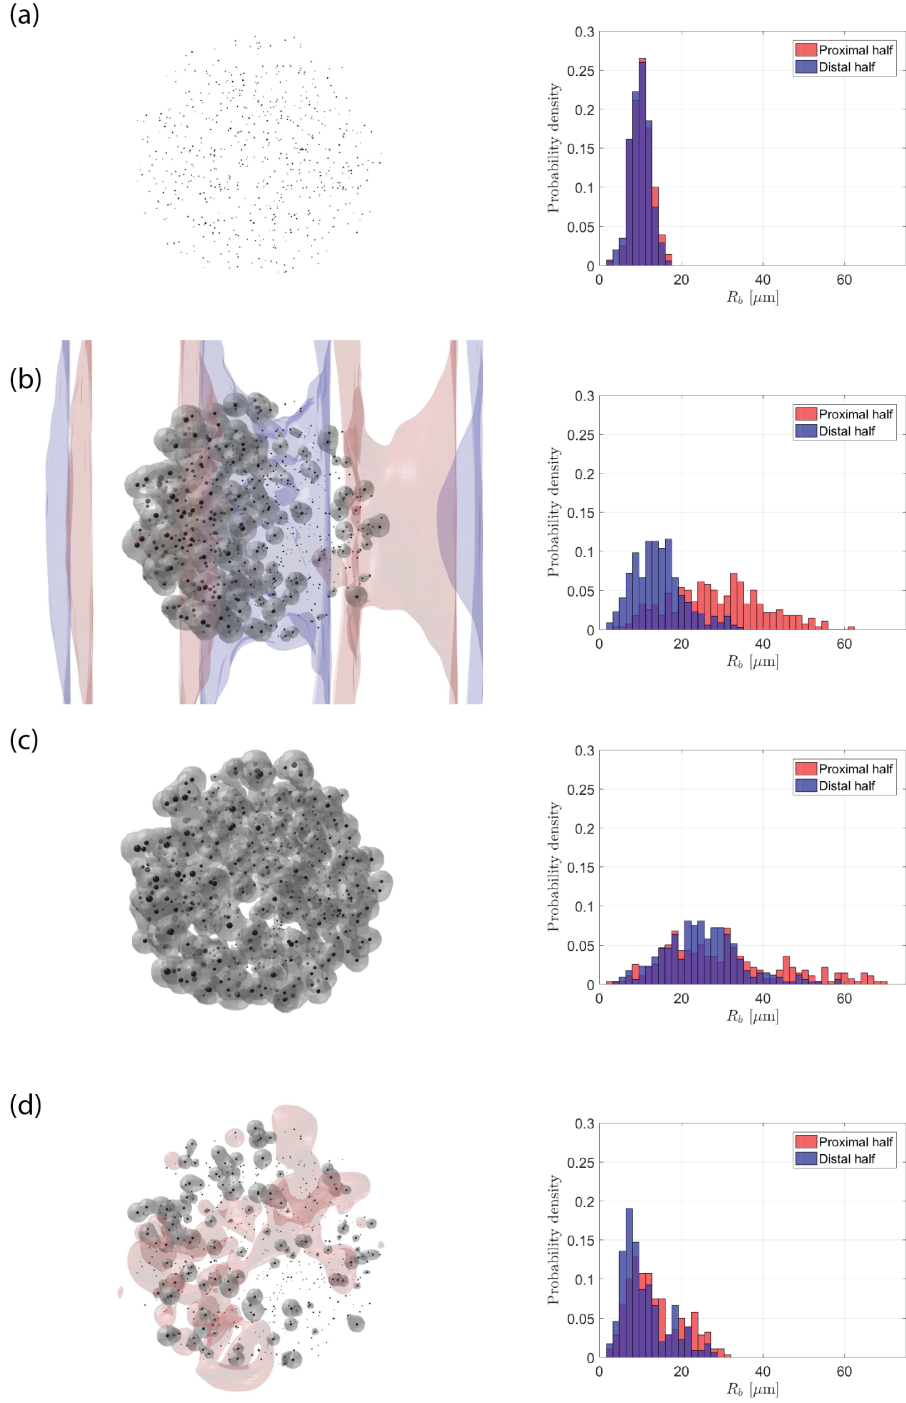 (a)
0.3
0.25
0.2
0.15
0.1
0.05
0
Probability density
Proximal half
Distal half
0 20 40 60
R_b [μm]
(b)
0.3
0.25
0.2
0.15
0.1
0.05
0
Probability density
Proximal half
Distal half
0 20 40 60
R_b [μm]
(c)
0.3
0.25
0.2
0.15
0.1
0.05
0
Probability density
Proximal half
Distal half
0 20 40 60
R_b [μm]
(d)
0.3
0.25
0.2
0.15
0.1
0.05
0
Probability density
Proximal half
Distal half
0 20 40 60
R_b [μm]